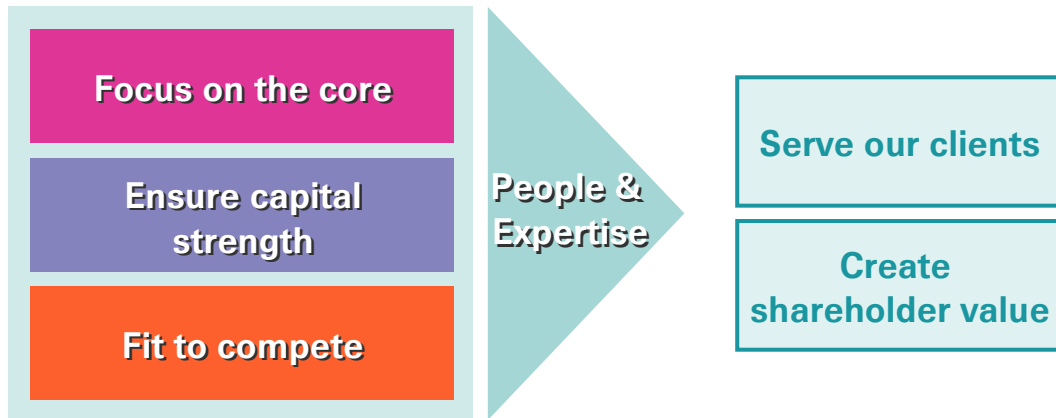 Focus on the core
Ensure capital
strength
Fit to compete
People &
Expertise
Serve our clients
Create
shareholder value